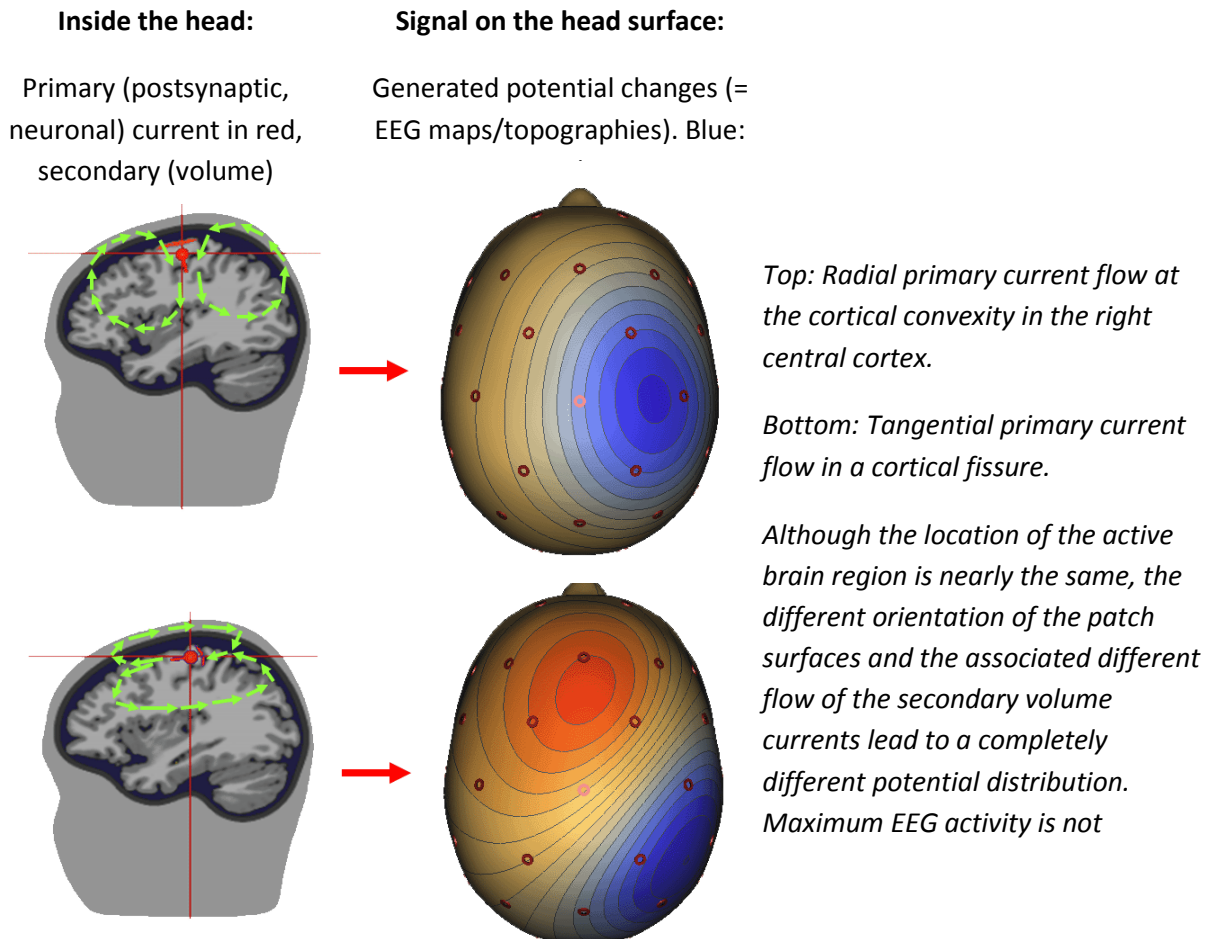 Inside the head:
Signal on the head surface:
Primary (postsynaptic,
neuronal) current in red,
secondary (volume)
Generated potential changes (=
EEG maps/topographies). Blue:
Top: Radial primary current flow at
the cortical convexity in the right
central cortex.
Bottom: Tangential primary current
flow in a cortical fissure.
Although the location of the active
brain region is nearly the same, the
different orientation of the patch
surfaces and the associated different
flow of the secondary volume
currents lead to a completely
different potential distribution.
Maximum EEG activity is not